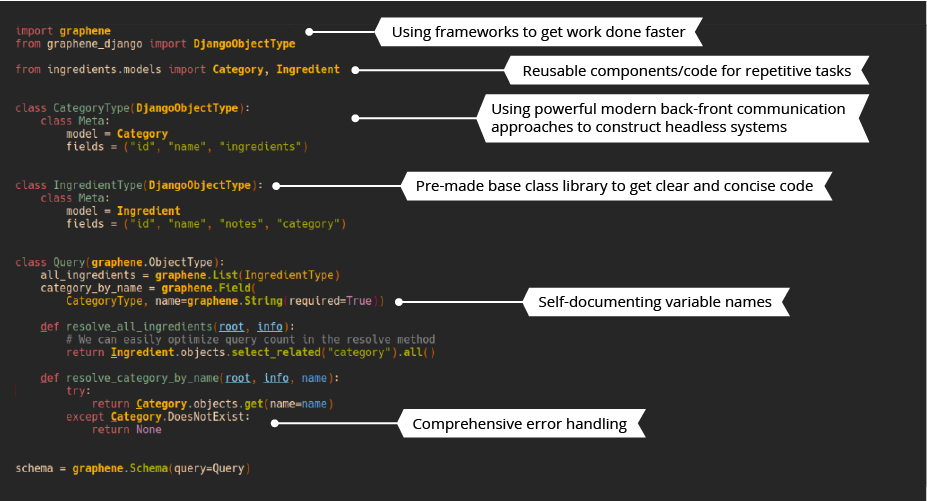 import graphene
Using frameworks to get work done faster
from graphene_django import DjangoObjectType
from ingredients.models import Category, Ingredient
Reusable components/code for repetitive tasks
class CategoryType(DjangoObjectType):
Using powerful modern back-front communication
approaches to construct headless systems
class Meta:
model = Category
fields = ("id", "name", "ingredients")
class IngredientType(DjangoObjectType):
Pre-made base class library to get clear and concise code
class Meta:
model = Ingredient
fields = ("id", "name", "notes", "category")
class Query(graphene.ObjectType):
all_ingredients = graphene.List(IngredientType)
category_by_name = graphene.Field(
CategoryType, name=graphene.String(required=True))
Self-documenting variable names
def resolve_all_ingredients(root, info):
# We can easily optimize query count in the resolve method
return Ingredient.objects.select_related("category").all()
def resolve_category_by_name(root, info, name):
try:
return Category.objects.get(name=name)
except Category.DoesNotExist:
Comprehensive error handling
return None
schema = graphene.Schema(query=Query)